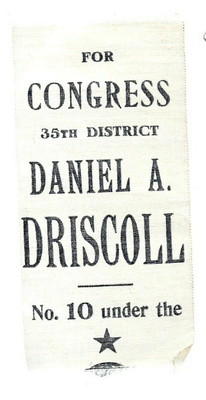 FOR
CONGRESS
35TH DISTRICT
DANIEL A.
DRISCOLL
No. 10 under the